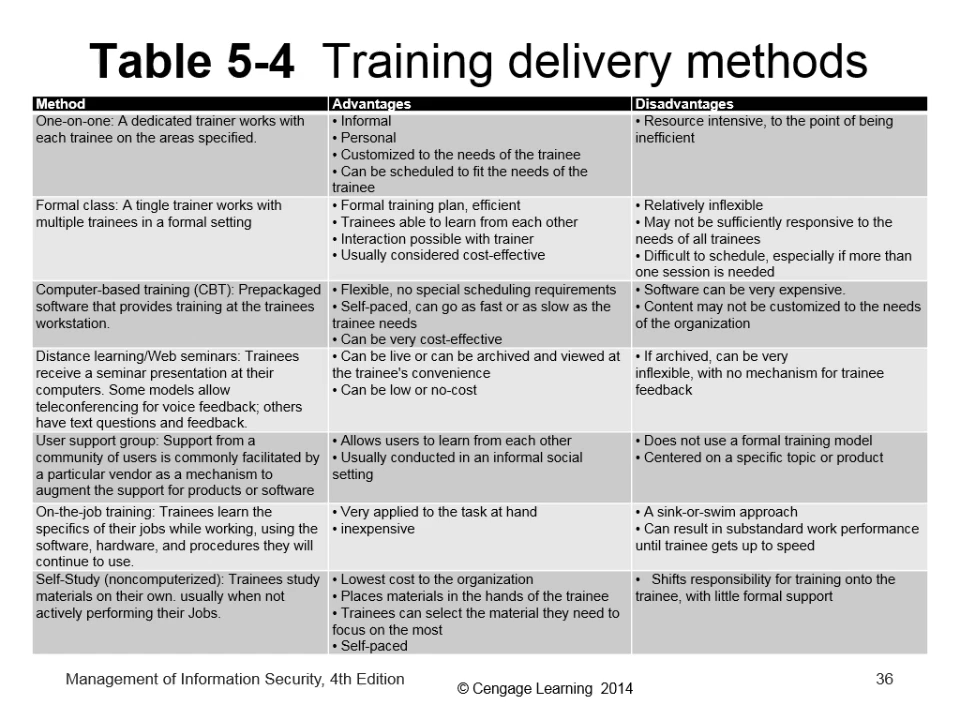 Table 5-4 Training delivery methods
Method Advantages Disadvantages
One-on-one: A dedicated trainer works with
each trainee on the areas specified.
• Informal
• Personal
• Customized to the needs of the trainee
• Can be scheduled to fit the needs of the
trainee
• Resource intensive, to the point of being
inefficient
Formal class: A tingle trainer works with
multiple trainees in a formal setting
• Formal training plan, efficient
• Trainees able to learn from each other
• Interaction possible with trainer
• Usually considered cost-effective
• Relatively inflexible
• May not be sufficiently responsive to the
needs of all trainees
• Difficult to schedule, especially if more than
one session is needed
Computer-based training (CBT): Prepackaged
software that provides training at the trainees
workstation.
• Flexible, no special scheduling requirements
• Self-paced, can go as fast or as slow as the
trainee needs
• Can be very cost-effective
• Software can be very expensive.
• Content may not be customized to the needs
of the organization
Distance learning/Web seminars: Trainees
receive a seminar presentation at their
computers. Some models allow
teleconferencing for voice feedback; others
have text questions and feedback.
• Can be live or can be archived and viewed at
the trainee's convenience
• Can be low or no-cost
• If archived, can be very
inflexible, with no mechanism for trainee
feedback
User support group: Support from a
community of users is commonly facilitated by
a particular vendor as a mechanism to
augment the support for products or software
• Allows users to learn from each other
• Usually conducted in an informal social
setting
• Does not use a formal training model
• Centered on a specific topic or product
On-the-job training: Trainees learn the
specifics of their jobs while working, using the
software, hardware, and procedures they will
continue to use.
• Very applied to the task at hand
• inexpensive
• A sink-or-swim approach
• Can result in substandard work performance
until trainee gets up to speed
Self-Study (noncomputerized): Trainees study
materials on their own. usually when not
actively performing their Jobs.
• Lowest cost to the organization
• Places materials in the hands of the trainee
• Trainees can select the material they need to
focus on the most
• Self-paced
• Shifts responsibility for training onto the
trainee, with little formal support
Management of Information Security, 4th Edition
© Cengage Learning 2014
36